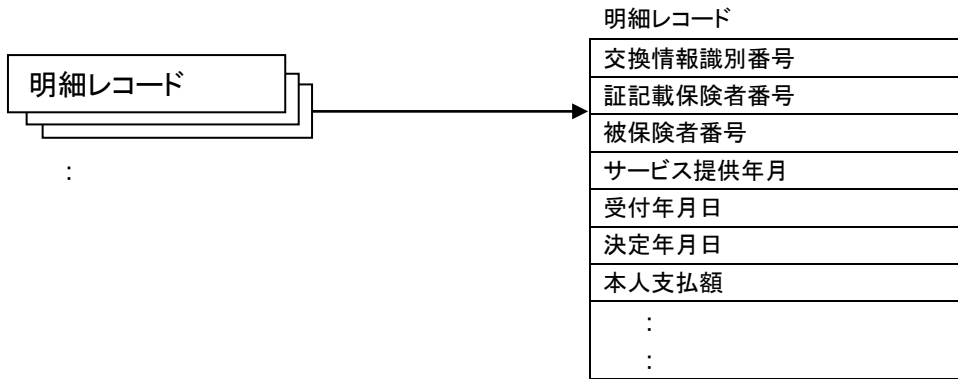 明細レコード
:
明細レコード
交換情報識別番号
証記載保険者番号
被保険者番号
サービス提供年月
受付年月日
決定年月日
本人支払額
:
: